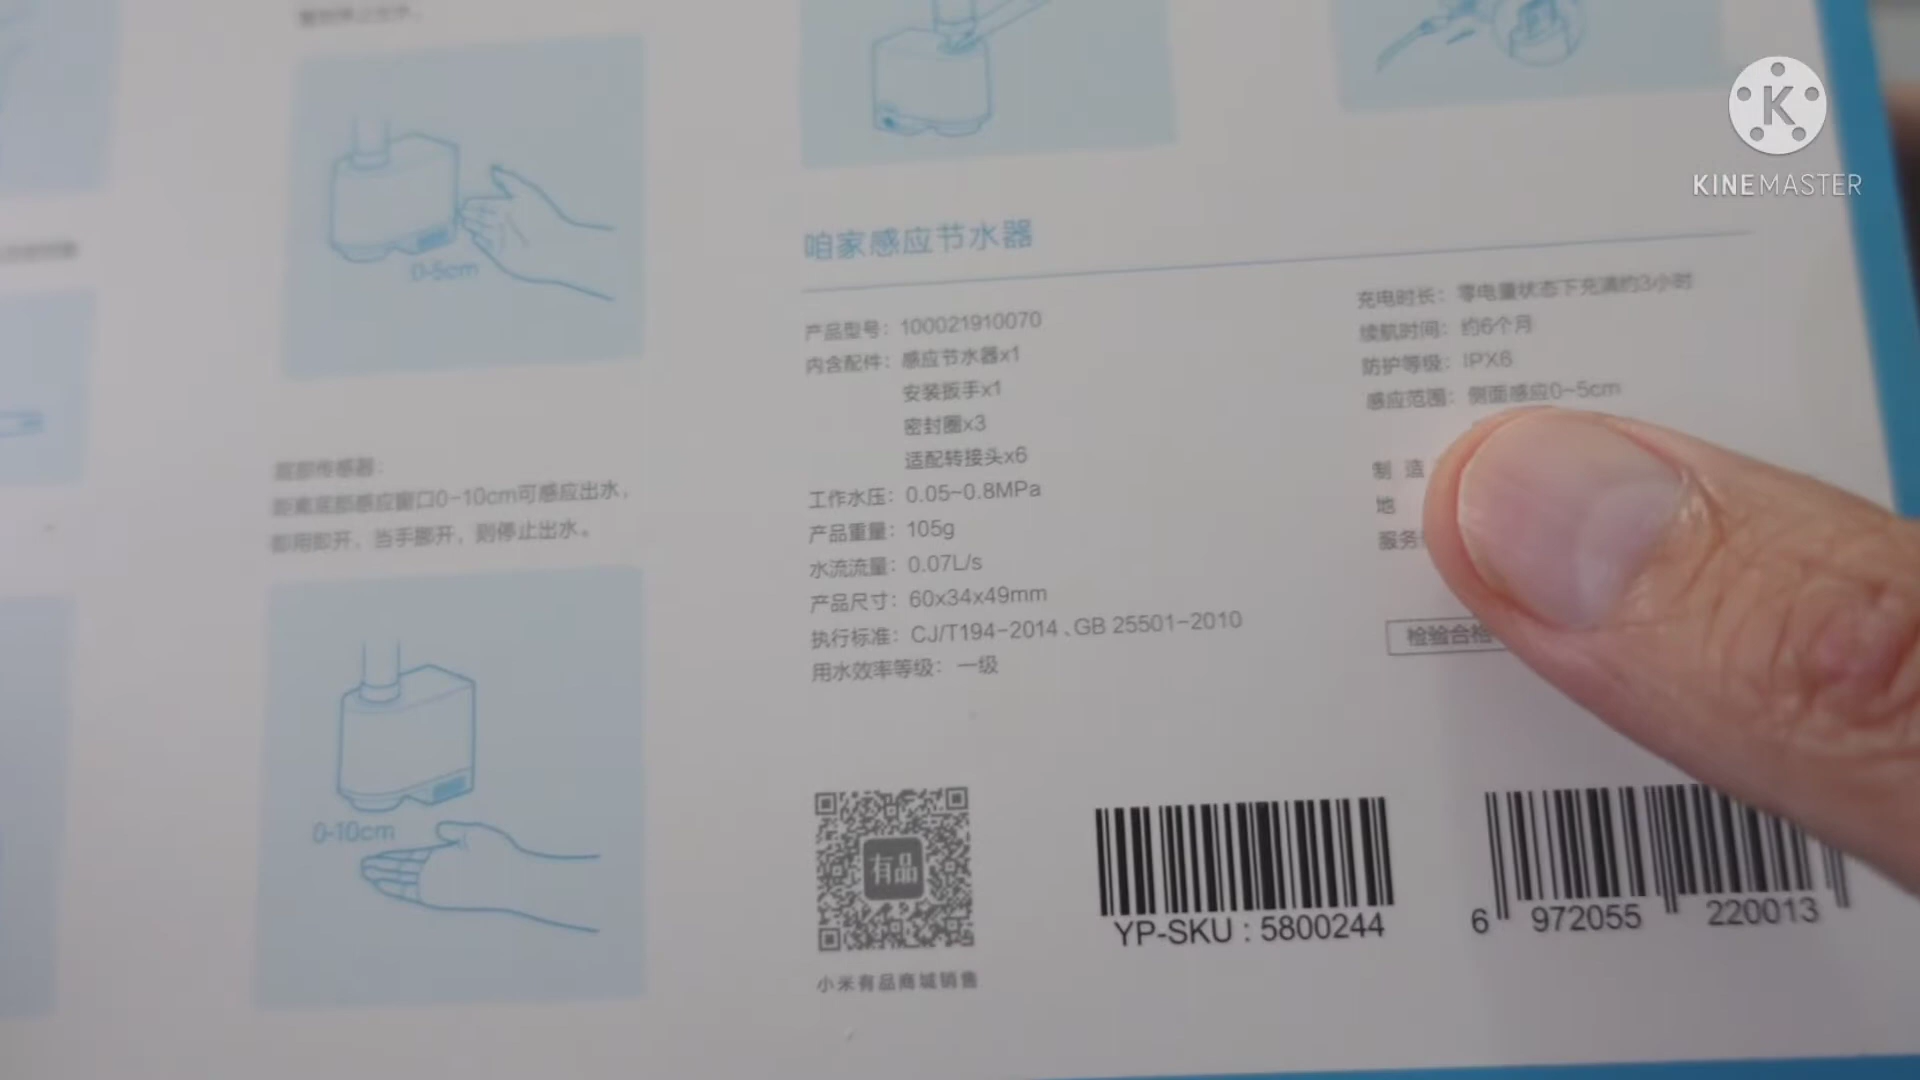 KINEMASTER
0-5cm
底部传感器：
距离底部感应窗口0-10cm可感应出水，
即用即开，当手挪开，则停止出水。
0-10cm
咱家感应节水器
产品型号：100021910070
内含配件：感应节水器x1
安装扳手x1
密封圈x3
适配转接头x6
工作水压：0.05~0.8MPa
产品重量：105g
水流流量：0.07L/s
产品尺寸：60x34x49mm
执行标准：CJ/T194-2014、GB 25501-2010
用水效率等级：一级
充电时长：零电量状态下充满约3小时
续航时间：约6个月
防护等级：IPX6
感应范围：侧面感应0~5cm
制 造
地
服务
检验合格
有品
小米有品商城销售
YP-SKU : 5800244
6 972055 220013